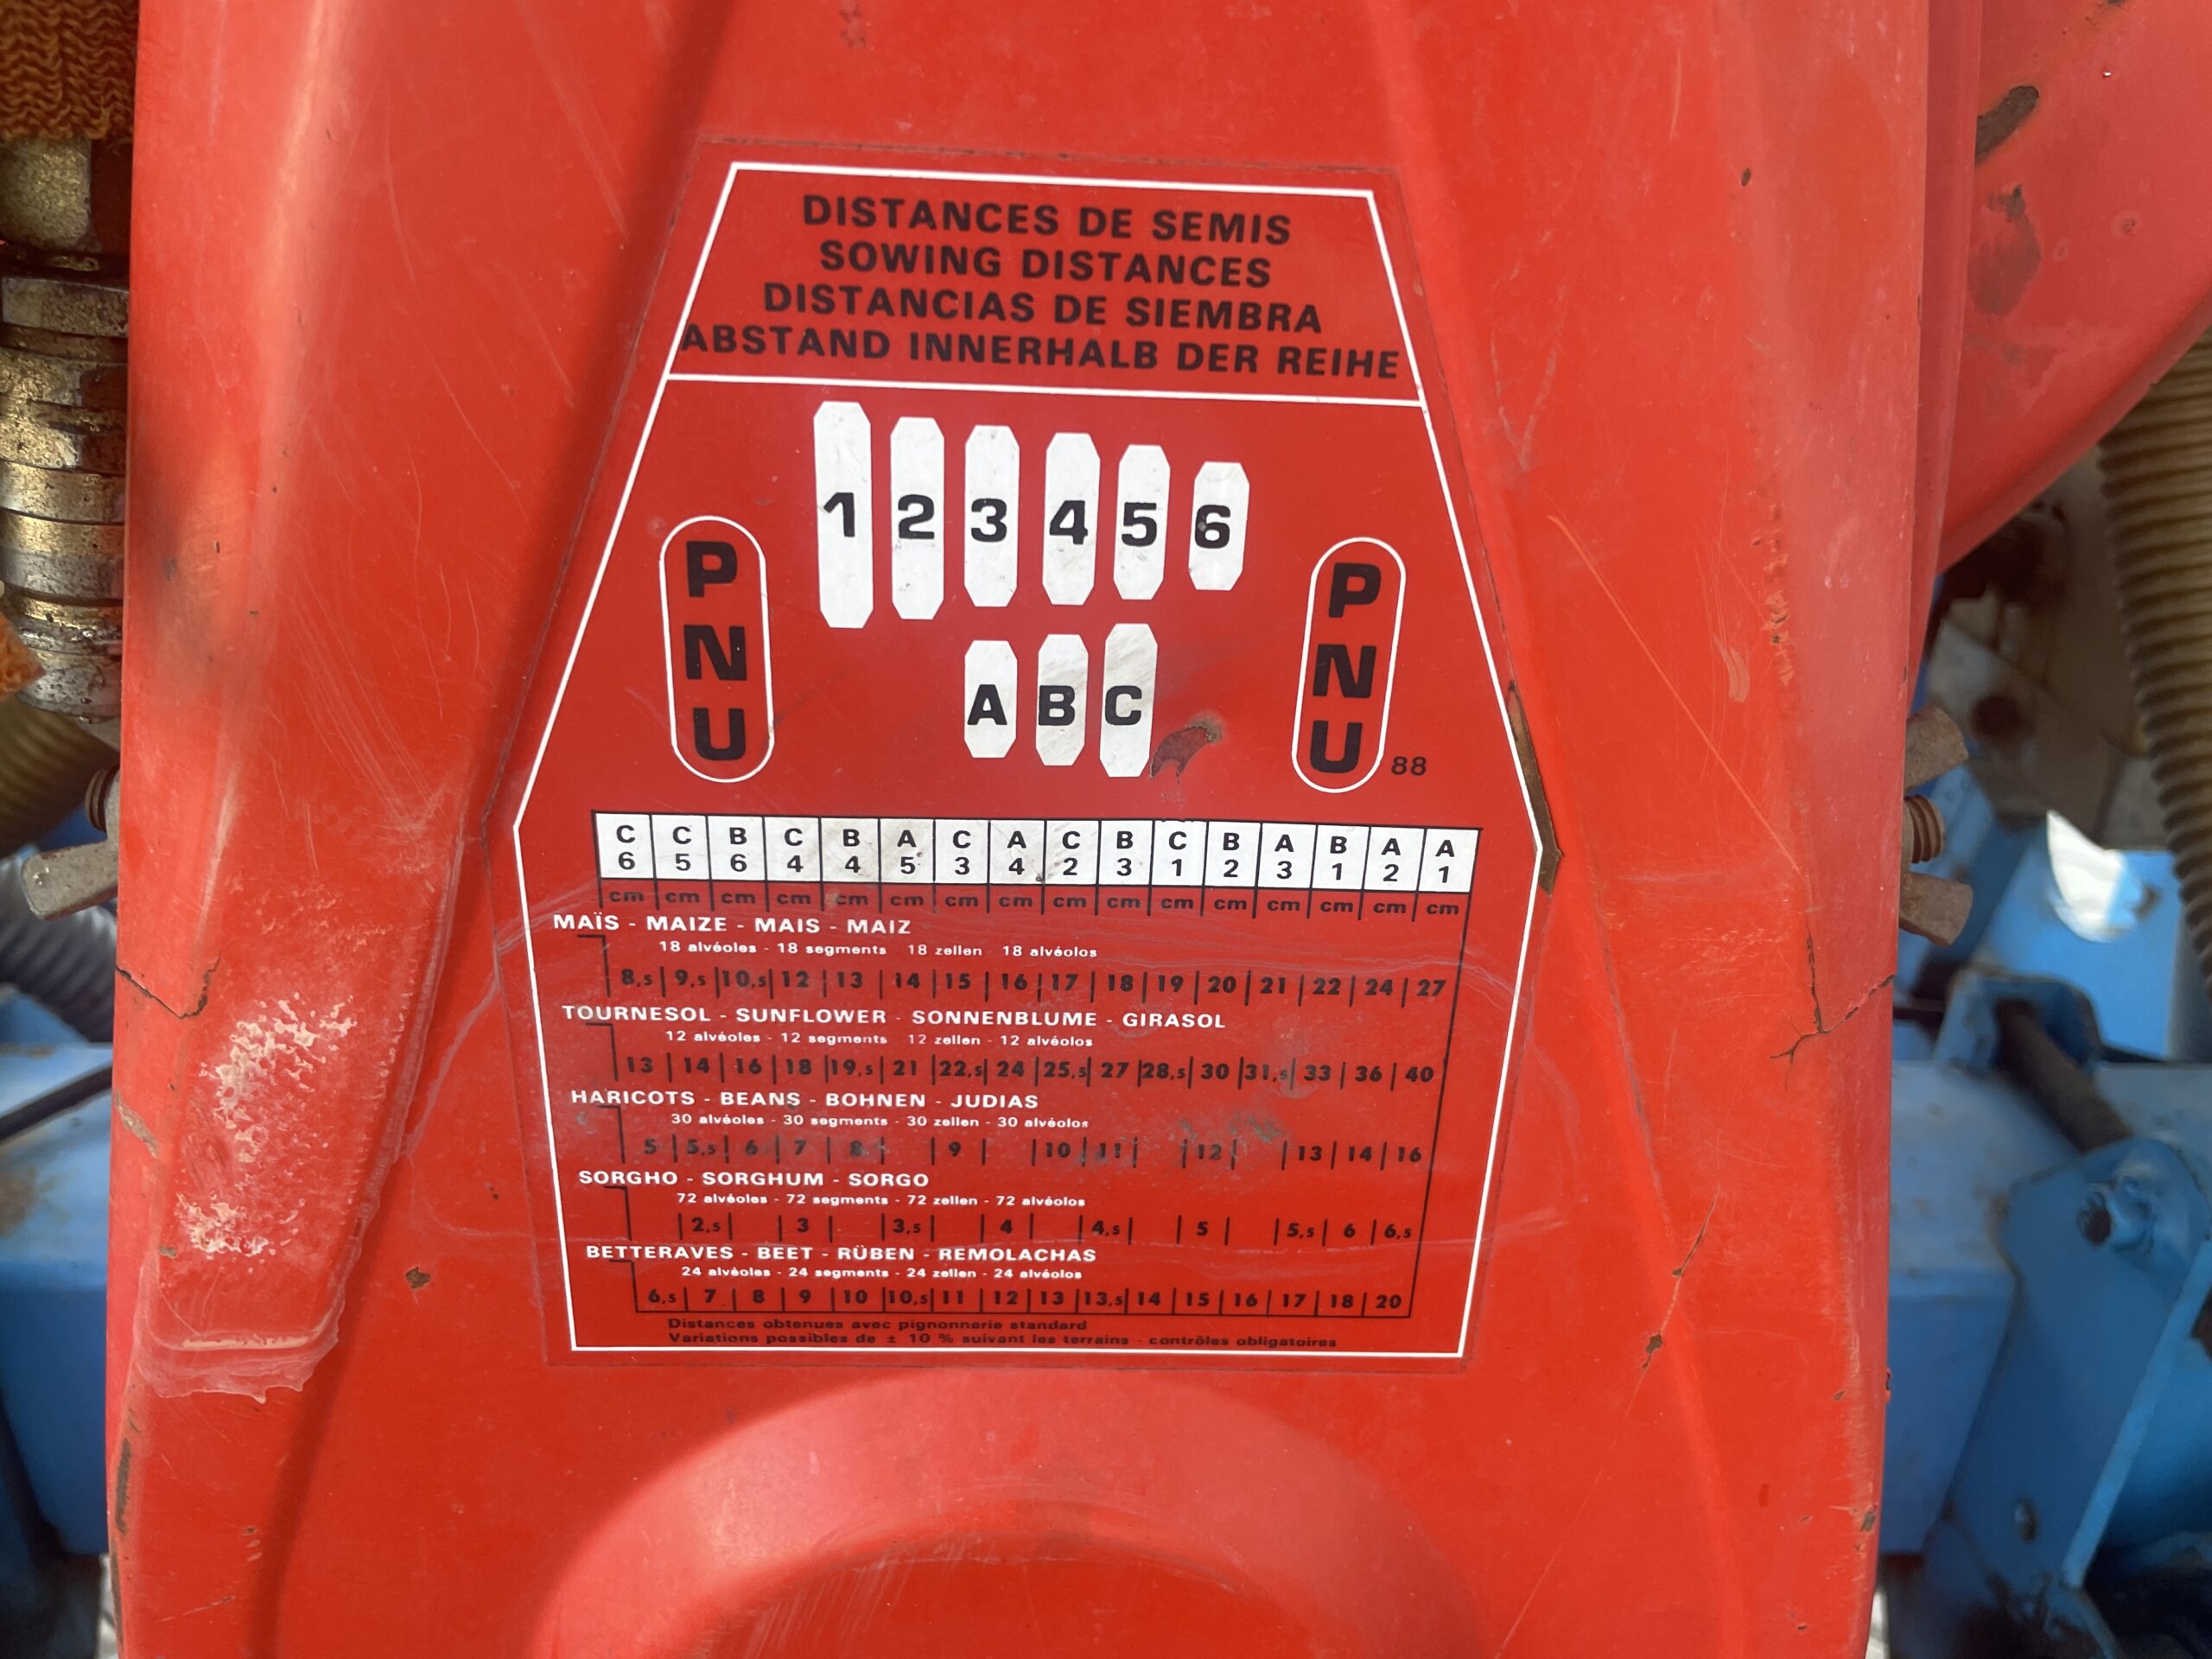 DISTANCES DE SEMIS
SOWING DISTANCES
DISTANCIAS DE SIEMBRA
ABSTAND INNERHALB DER REIHE
1 2 3 4 5 6
PNU
A B C
PNU
88
C C B C B A C A C B C B A B A A
6 5 6 4 4 5 3 4 2 3 1 2 3 1 2 1
cm cm cm cm cm cm cm cm cm cm cm cm cm cm cm cm
MAÏS - MAIZE - MAIS - MAIZ
18 alvéoles - 18 segments 18 zellen - 18 alvéolos
8,5 9,5 10,5 12 13 14 15 16 17 18 19 20 21 22 24 27
TOURNESOL - SUNFLOWER - SONNENBLUME - GIRASOL
12 alvéoles - 12 segments 12 zellen - 12 alvéolos
13 14 16 18 19,5 21 22,5 24 25,5 27 28,5 30 31,5 33 36 40
HARICOTS - BEANS - BOHNEN - JUDIAS
30 alvéoles - 30 segments - 30 zellen - 30 alvéolos
5 5,5 6 7 8 9 10 11 12 13 14 16
SORGHO - SORGHUM - SORGO
72 alvéoles - 72 segments - 72 zellen - 72 alvéolos
2,5 3 3,5 4 4,5 5 5,5 6 6,5
BETTERAVES - BEET - RÜBEN - REMOLACHAS
24 alvéoles - 24 segments - 24 zellen - 24 alvéolos
6,5 7 8 9 10 10,5 11 12 13 13,5 14 15 16 17 18 20
Distances obtenues avec pignonnerie standard
Variations possibles de ± 10 % suivant les terrains - contrôles obligatoires